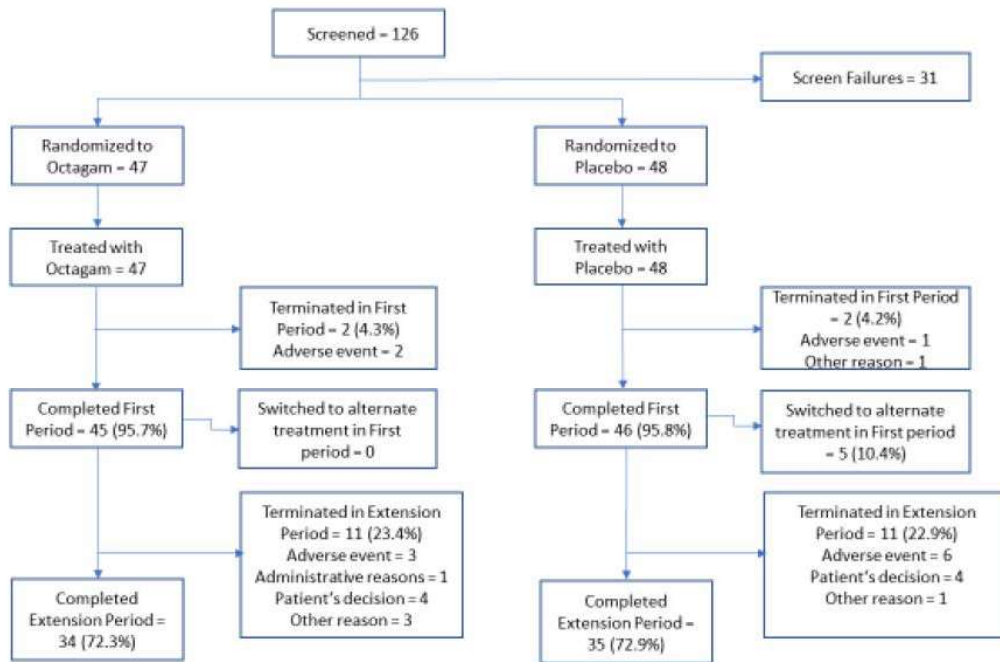 Screened = 126
Screen Failures = 31
Randomized to
Octagam = 47
Randomized to
Placebo = 48
Treated with
Octagam = 47
Treated with
Placebo = 48
Terminated in First
Period = 2 (4.3%)
Adverse event = 2
Terminated in First Period
= 2 (4.2%)
Adverse event = 1
Other reason = 1
Completed First
Period = 45 (95.7%)
Switched to alternate
treatment in First
period = 0
Completed First
Period = 46 (95.8%)
Switched to alternate
treatment in First period
= 5 (10.4%)
Terminated in Extension
Period = 11 (23.4%)
Adverse event = 3
Administrative reasons = 1
Patient's decision = 4
Other reason = 3
Terminated in Extension
Period = 11 (22.9%)
Adverse event = 6
Patient's decision = 4
Other reason = 1
Completed
Extension Period =
34 (72.3%)
Completed
Extension Period =
35 (72.9%)